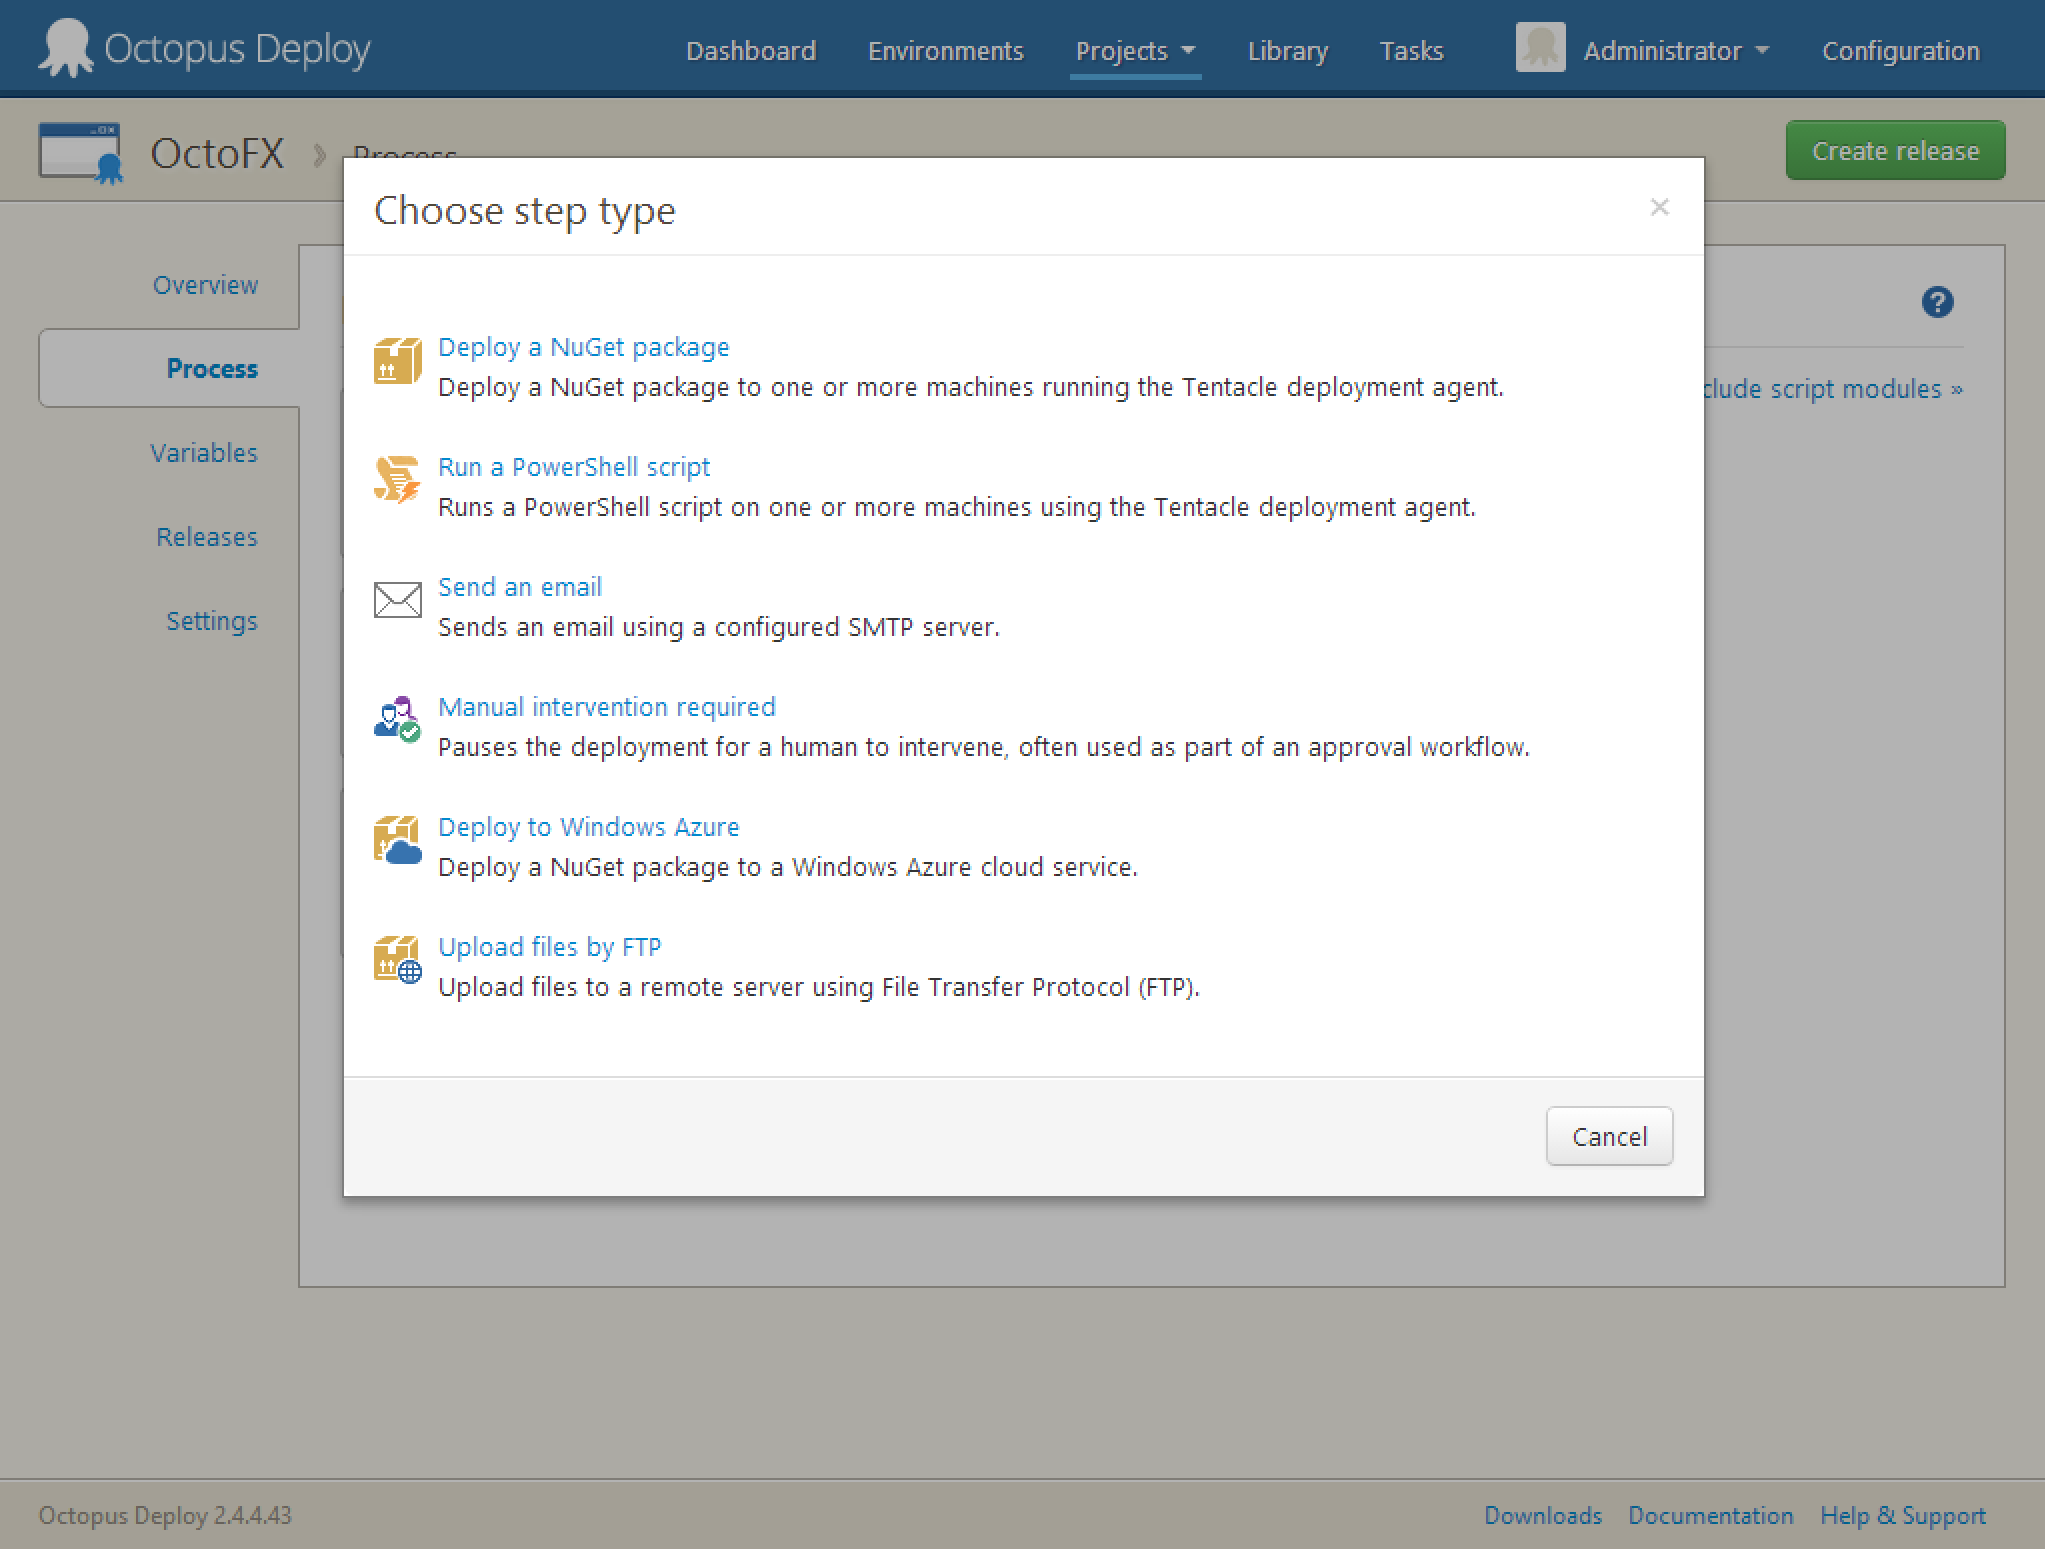 Octopus Deploy
Dashboard Environments Projects Library Tasks Administrator Configuration
OctoFX Process
Create release
Choose step type
Overview
Process
Variables
Releases
Settings
Deploy a NuGet package
Deploy a NuGet package to one or more machines running the Tentacle deployment agent.
clude script modules »
Run a PowerShell script
Runs a PowerShell script on one or more machines using the Tentacle deployment agent.
Send an email
Sends an email using a configured SMTP server.
Manual intervention required
Pauses the deployment for a human to intervene, often used as part of an approval workflow.
Deploy to Windows Azure
Deploy a NuGet package to a Windows Azure cloud service.
Upload files by FTP
Upload files to a remote server using File Transfer Protocol (FTP).
Cancel
Octopus Deploy 2.4.4.43
Downloads Documentation Help & Support